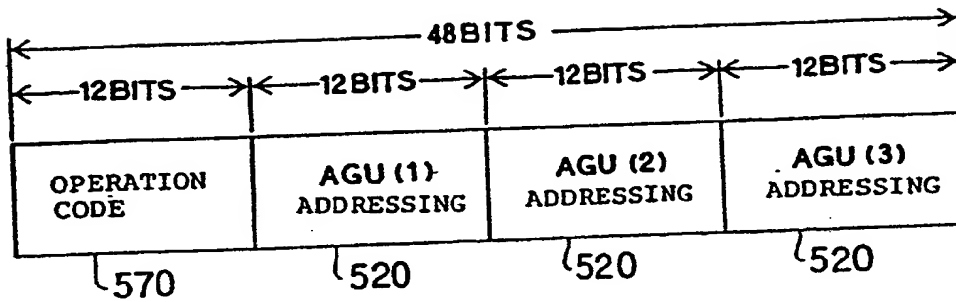 48BITS
12BITS 12BITS 12BITS 12BITS
OPERATION CODE
AGU (1) ADDRESSING
AGU (2) ADDRESSING
AGU (3) ADDRESSING
570 520 520 520